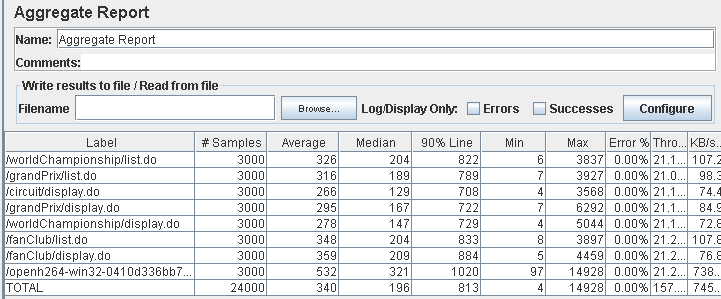 Aggregate Report
Name: Aggregate Report
Comments:
Write results to file / Read from file
Filename Browse... Log/Display Only: Errors Successes Configure
Label # Samples Average Median 90% Line Min Max Error % Thro... KB/s...
/worldChampionship/list.do 3000 326 204 822 6 3837 0.00% 21.1... 107.2
/grandPrix/list.do 3000 316 189 789 7 3927 0.00% 21.0... 98.3
/circuit/display.do 3000 266 129 708 4 3568 0.00% 21.1... 74.4
/grandPrix/display.do 3000 295 167 722 7 6292 0.00% 21.1... 84.9
/worldChampionship/display.do 3000 278 147 729 4 5044 0.00% 21.1... 72.8
/fanClub/list.do 3000 348 204 833 8 3897 0.00% 21.2... 107.8
/fanClub/display.do 3000 359 209 884 5 4459 0.00% 21.2... 76.8
/openh264-win32-0410d336bb7... 3000 532 321 1020 97 14928 0.00% 21.2... 738...
TOTAL 24000 340 196 813 4 14928 0.00% 157.... 745...